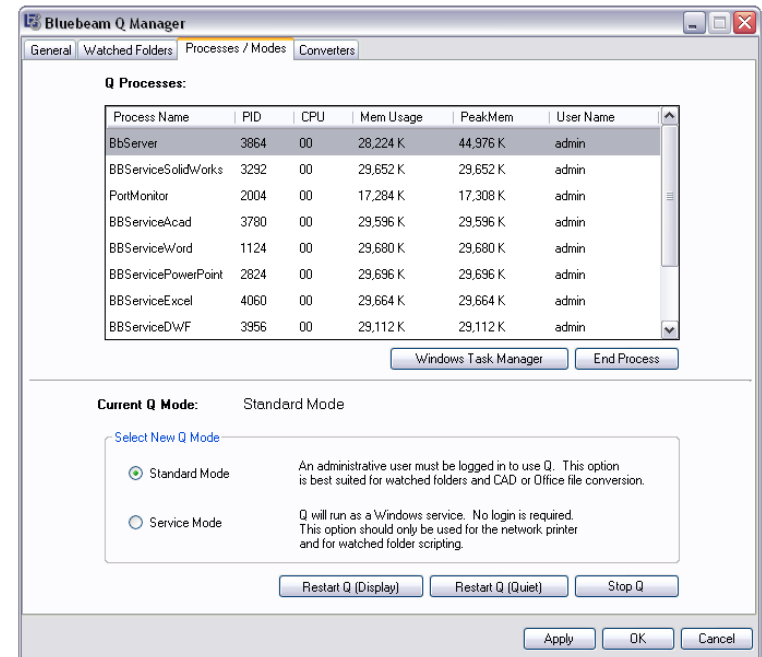 Bluebeam Q Manager
General Watched Folders Processes / Modes Converters
Q Processes:
Process Name PID CPU Mem Usage PeakMem User Name
BbServer 3864 00 28,224 K 44,976 K admin
BBServiceSolidWorks 3292 00 29,652 K 29,652 K admin
PortMonitor 2004 00 17,284 K 17,308 K admin
BBServiceAcad 3780 00 29,596 K 29,596 K admin
BBServiceWord 1124 00 29,680 K 29,680 K admin
BBServicePowerPoint 2824 00 29,696 K 29,696 K admin
BBServiceExcel 4060 00 29,664 K 29,664 K admin
BBServiceDWF 3956 00 29,112 K 29,112 K admin
Windows Task Manager End Process
Current Q Mode: Standard Mode
Select New Q Mode
Standard Mode
An administrative user must be logged in to use Q. This option
is best suited for watched folders and CAD or Office file conversion.
Service Mode
Q will run as a Windows service. No login is required.
This option should only be used for the network printer
and for watched folder scripting.
Restart Q (Display) Restart Q (Quiet) Stop Q
Apply OK Cancel